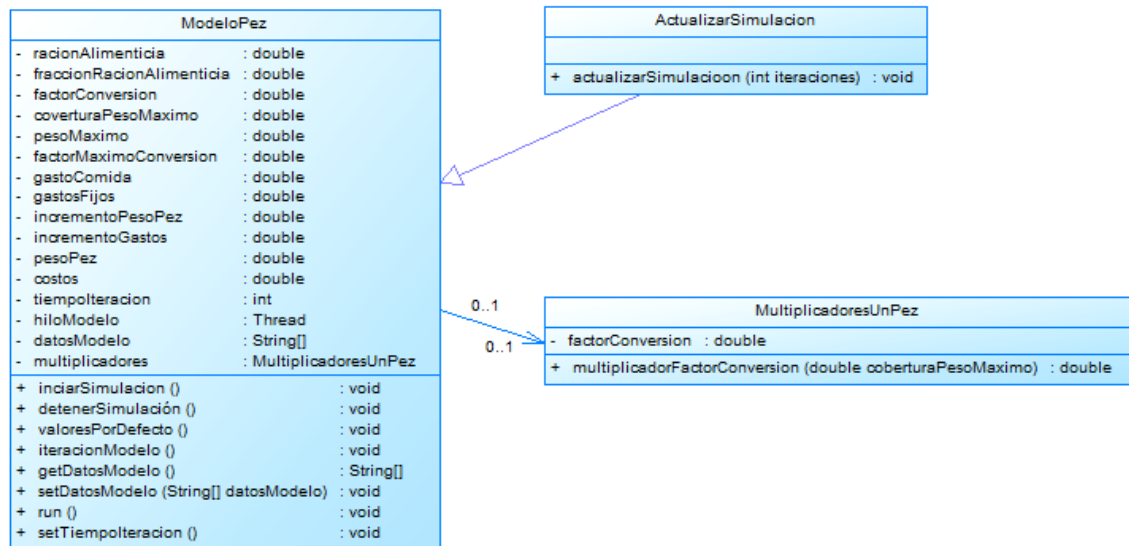 ModeloPez
- racionAlimenticia : double
- fraccionRacionAlimenticia : double
- factorConversion : double
- coverturaPesoMaximo : double
- pesoMaximo : double
- factorMaximoConversion : double
- gastoComida : double
- gastosFijos : double
- incrementoPesoPez : double
- incrementoGastos : double
- pesoPez : double
- costos : double
- tiempoIteracion : int
- hiloModelo : Thread
- datosModelo : String[]
- multiplicadores : MultiplicadoresUnPez
+ inciarSimulacion () : void
+ detenerSimulación () : void
+ valoresPorDefecto () : void
+ iteracionModelo () : void
+ getDatosModelo () : String[]
+ setDatosModelo (String[] datosModelo) : void
+ run () : void
+ setTiempoIteracion () : void
ActualizarSimulacion
+ actualizarSimulacioon (int iteraciones) : void
0..1
0..1
MultiplicadoresUnPez
- factorConversion : double
+ multiplicadorFactorConversion (double coberturaPesoMaximo) : double